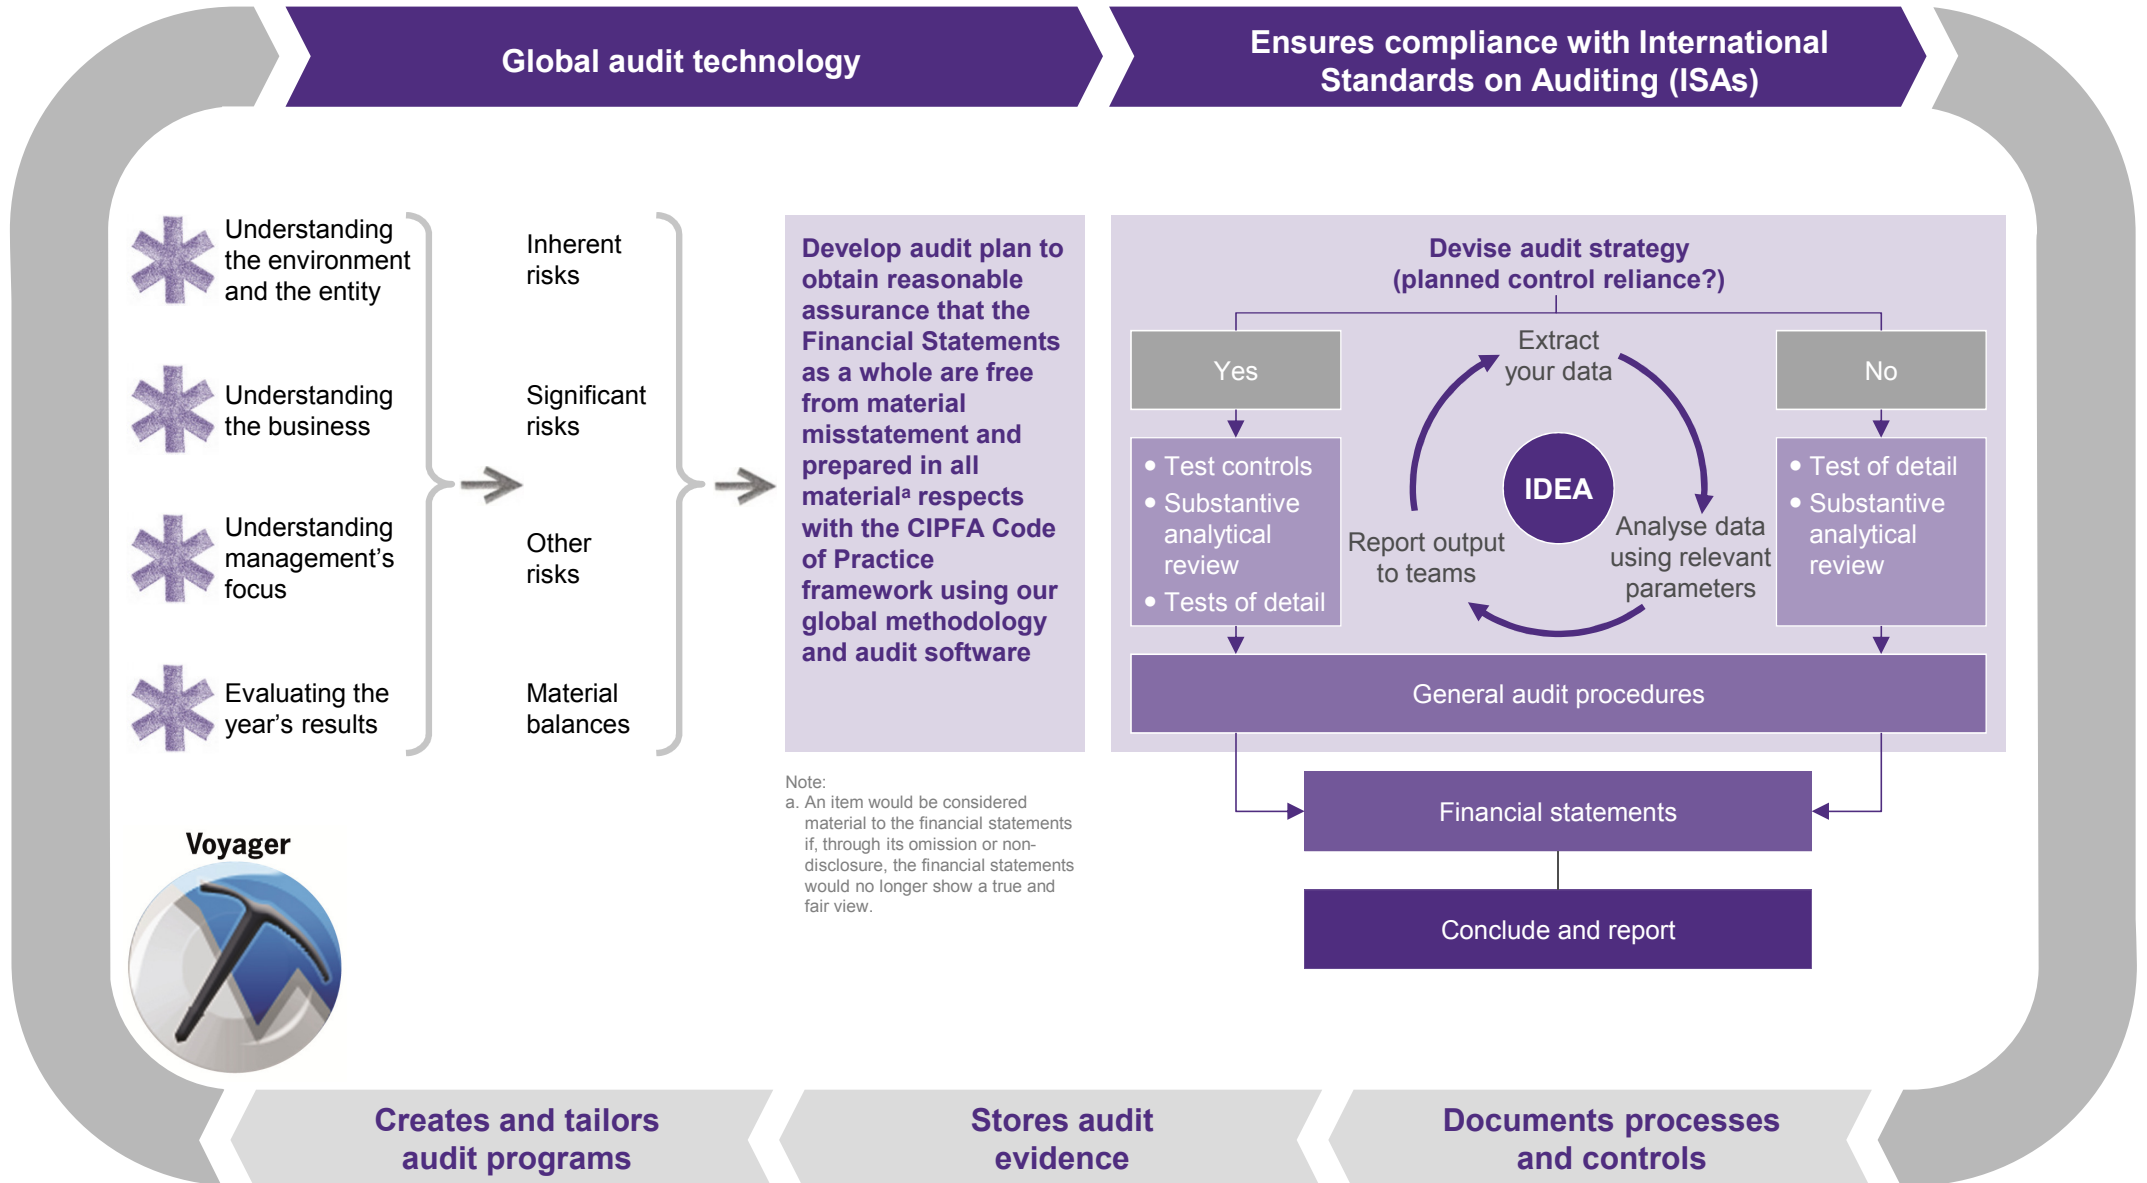 Global audit technology
Ensures compliance with International
Standards on Auditing (ISAs)
Understanding
the environment
and the entity
Understanding
the business
Understanding
management's
focus
Evaluating the
year's results
Inherent
risks
Significant
risks
Other
risks
Material
balances
Develop audit plan to
obtain reasonable
assurance that the
Financial Statements
as a whole are free
from material
misstatement and
prepared in all
materialᵃ respects
with the CIPFA Code
of Practice
framework using our
global methodology
and audit software
Note:
a. An item would be considered
material to the financial statements
if, through its omission or non-
disclosure, the financial statements
would no longer show a true and
fair view.
Devise audit strategy
(planned control reliance?)
Yes
• Test controls
• Substantive
analytical
review
• Tests of detail
Extract
your data
IDEA
Analyse data
using relevant
parameters
Report output
to teams
No
• Test of detail
• Substantive
analytical
review
General audit procedures
Financial statements
Conclude and report
Voyager
Creates and tailors
audit programs
Stores audit
evidence
Documents processes
and controls